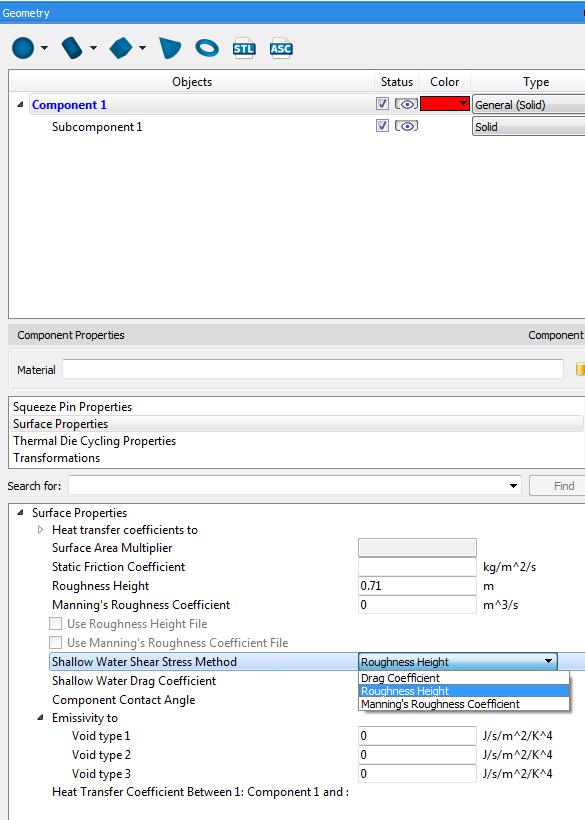 Geometry
STL ASC
Objects Status Color Type
Component 1 General (Solid)
Subcomponent 1 Solid
Component Properties Component
Material
Squeeze Pin Properties
Surface Properties
Thermal Die Cycling Properties
Transformations
Search for: Find
Surface Properties
Heat transfer coefficients to
Surface Area Multiplier
Static Friction Coefficient kg/m^2/s
Roughness Height 0.71 m
Manning's Roughness Coefficient 0 m^3/s
Use Roughness Height File
Use Manning's Roughness Coefficient File
Shallow Water Shear Stress Method Roughness Height
Drag Coefficient
Shallow Water Drag Coefficient
Roughness Height
Component Contact Angle
Manning's Roughness Coefficient
Emissivity to
Void type 1 0 J/s/m^2/K^4
Void type 2 0 J/s/m^2/K^4
Void type 3 0 J/s/m^2/K^4
Heat Transfer Coefficient Between 1: Component 1 and :